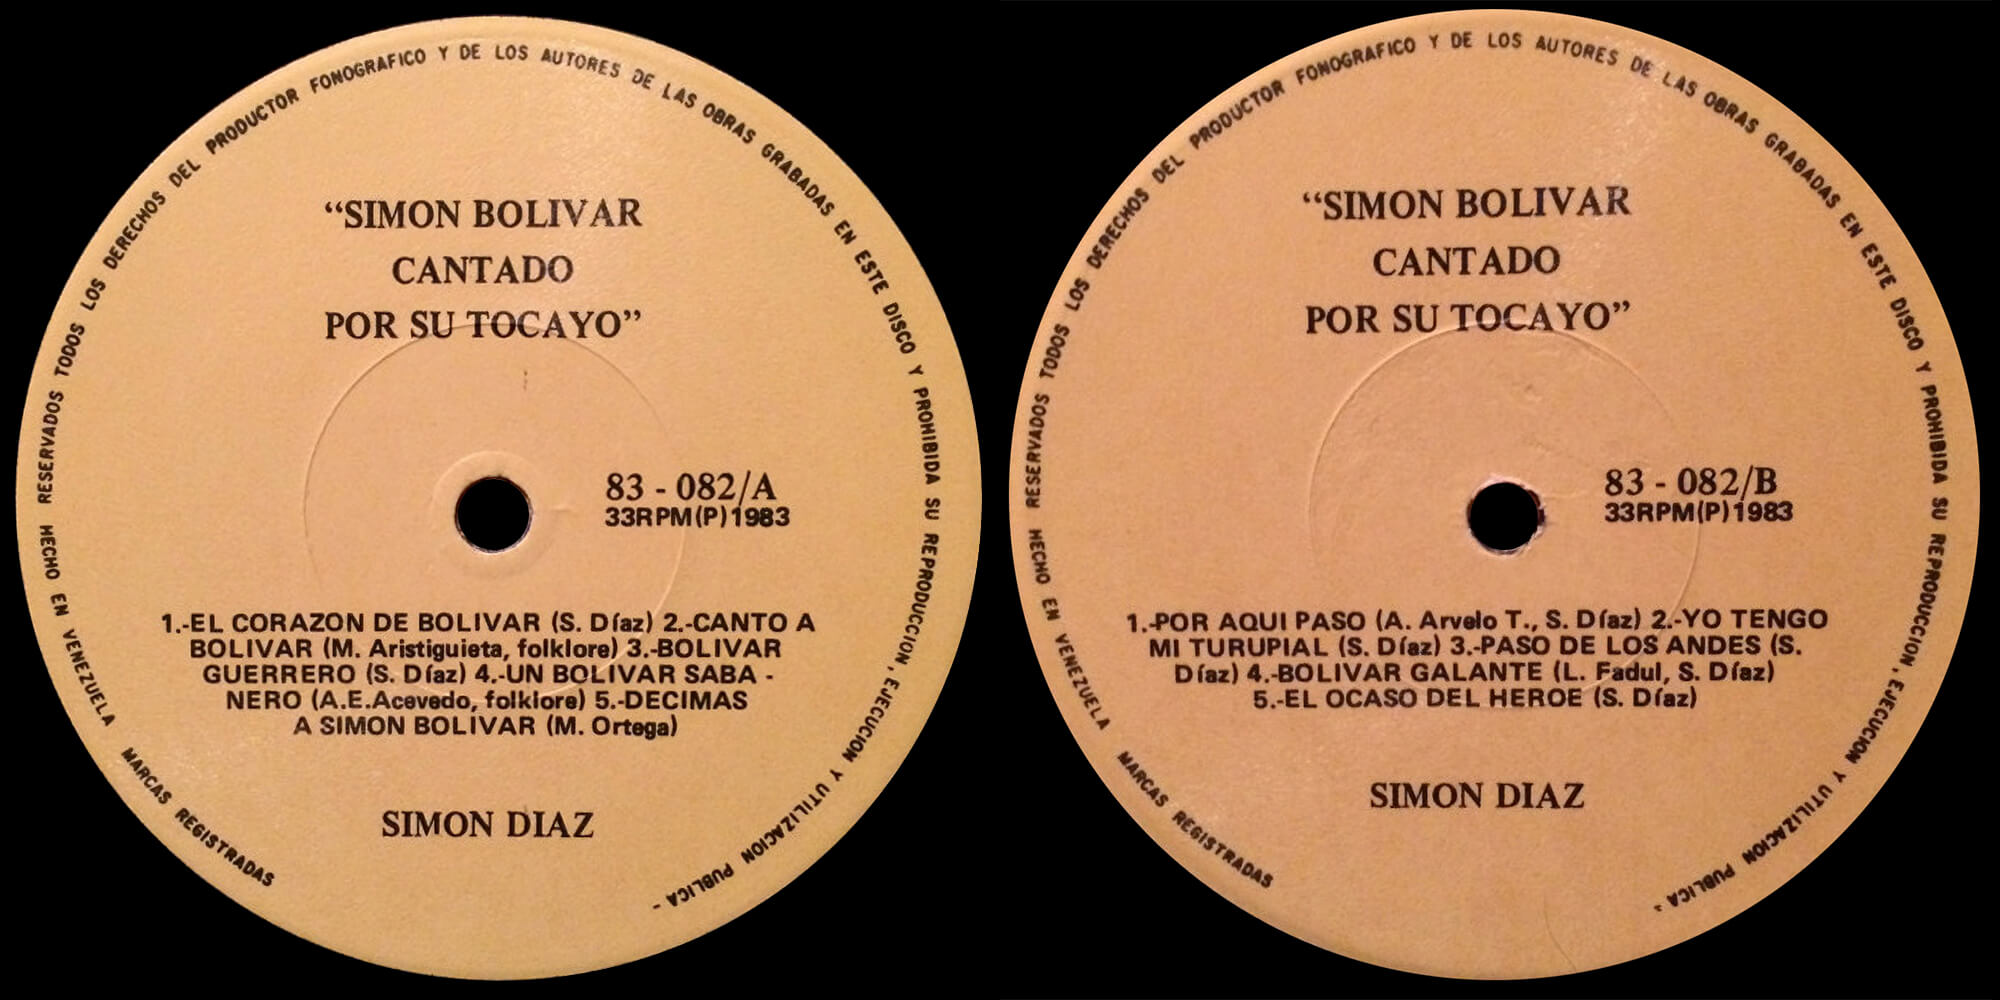 HECHO EN VENEZUELA RESERVADOS TODOS LOS DERECHOS DEL PRODUCTOR FONOGRAFICO Y DE LOS AUTORES DE LAS OBRAS GRABADAS EN ESTE DISCO Y PROHIBIDA SU REPRODUCCION, EJECUCION Y UTILIZACION PUBLICA -
MARCAS REGISTRADAS
“SIMON BOLIVAR
CANTADO
POR SU TOCAYO”
83 - 082/A
33RPM(P)1983
1.-EL CORAZON DE BOLIVAR (S. Díaz) 2.-CANTO A
BOLIVAR (M. Aristiguieta, folklore) 3.-BOLIVAR
GUERRERO (S. Díaz) 4.-UN BOLIVAR SABA -
NERO (A.E.Acevedo, folklore) 5.-DECIMAS
A SIMON BOLIVAR (M. Ortega)
SIMON DIAZ
HECHO EN VENEZUELA RESERVADOS TODOS LOS DERECHOS DEL PRODUCTOR FONOGRAFICO Y DE LOS AUTORES DE LAS OBRAS GRABADAS EN ESTE DISCO Y PROHIBIDA SU REPRODUCCION, EJECUCION Y UTILIZACION PUBLICA -
MARCAS REGISTRADAS
“SIMON BOLIVAR
CANTADO
POR SU TOCAYO”
83 - 082/B
33RPM(P)1983
1.-POR AQUI PASO (A. Arvelo T., S. Díaz) 2.-YO TENGO
MI TURUPIAL (S. Díaz) 3.-PASO DE LOS ANDES (S.
Díaz) 4.-BOLIVAR GALANTE (L. Fadul, S. Díaz)
5.-EL OCASO DEL HEROE (S. Díaz)
SIMON DIAZ